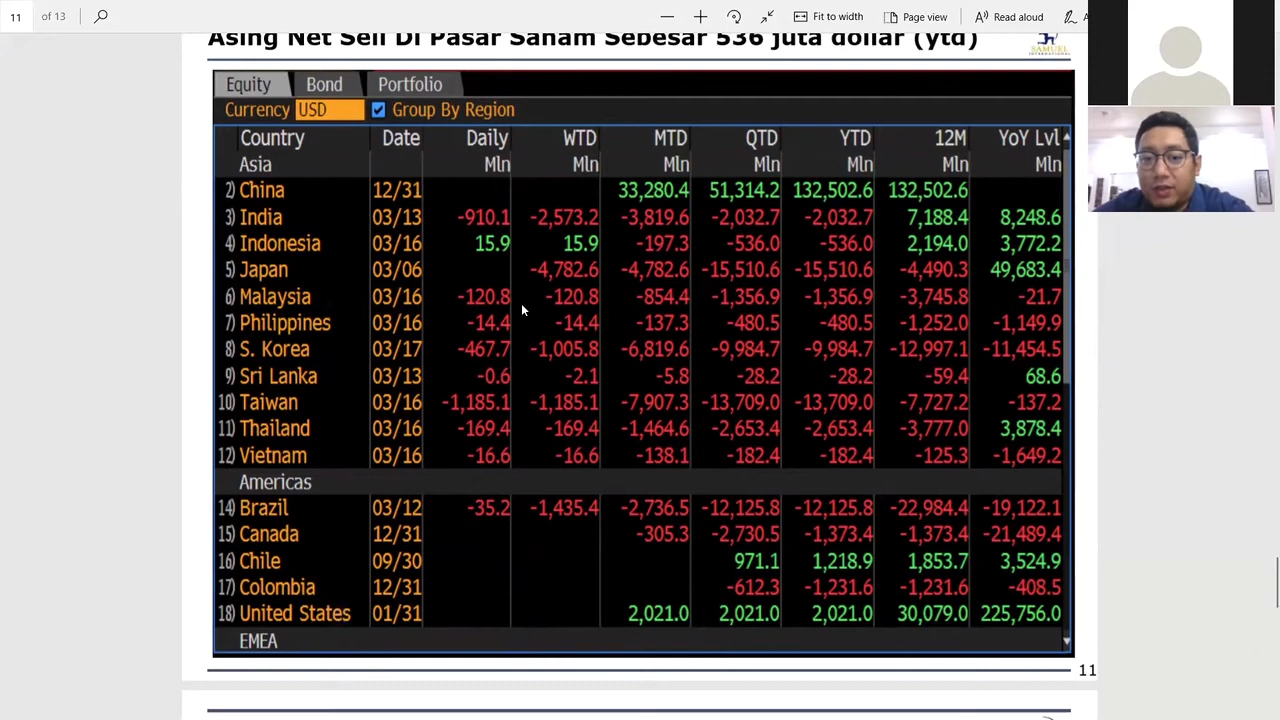 11 of 13 Fit to width Page view Read aloud
Asing Net Sell Di Pasar Saham Sebesar 536 juta dollar (ytd)
SAMUEL
INTERNATIONAL
Equity Bond Portfolio
Currency USD Group By Region
Country Date Daily WTD MTD QTD YTD 12M YoY Lvl
Asia Mln Mln Mln Mln Mln Mln Mln
2) China 12/31 33,280.4 51,314.2 132,502.6 132,502.6
3) India 03/13 -910.1 -2,573.2 -3,819.6 -2,032.7 -2,032.7 7,188.4 8,248.6
4) Indonesia 03/16 15.9 15.9 -197.3 -536.0 -536.0 2,194.0 3,772.2
5) Japan 03/06 -4,782.6 -4,782.6 -15,510.6 -15,510.6 -4,490.3 49,683.4
6) Malaysia 03/16 -120.8 -120.8 -854.4 -1,356.9 -1,356.9 -3,745.8 -21.7
7) Philippines 03/16 -14.4 -14.4 -137.3 -480.5 -480.5 -1,252.0 -1,149.9
8) S. Korea 03/17 -467.7 -1,005.8 -6,819.6 -9,984.7 -9,984.7 -12,997.1 -11,454.5
9) Sri Lanka 03/13 -0.6 -2.1 -5.8 -28.2 -28.2 -59.4 68.6
10) Taiwan 03/16 -1,185.1 -1,185.1 -7,907.3 -13,709.0 -13,709.0 -7,727.2 -137.2
11) Thailand 03/16 -169.4 -169.4 -1,464.6 -2,653.4 -2,653.4 -3,777.0 3,878.4
12) Vietnam 03/16 -16.6 -16.6 -138.1 -182.4 -182.4 -125.3 -1,649.2
Americas
14) Brazil 03/12 -35.2 -1,435.4 -2,736.5 -12,125.8 -12,125.8 -22,984.4 -19,122.1
15) Canada 12/31 -305.3 -2,730.5 -1,373.4 -1,373.4 -21,489.4
16) Chile 09/30 971.1 1,218.9 1,853.7 3,524.9
17) Colombia 12/31 -612.3 -1,231.6 -1,231.6 -408.5
18) United States 01/31 2,021.0 2,021.0 2,021.0 30,079.0 225,756.0
EMEA
11